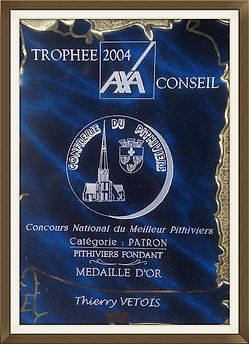 TROPHEE 2004
AXA
CONSEIL
CONFRERIE DU PITHIVIERS
Concours National du Meilleur Pithiviers
Catégorie : PATRON
PITHIVIERS FONDANT
MEDAILLE D'OR
Thierry VETOIS